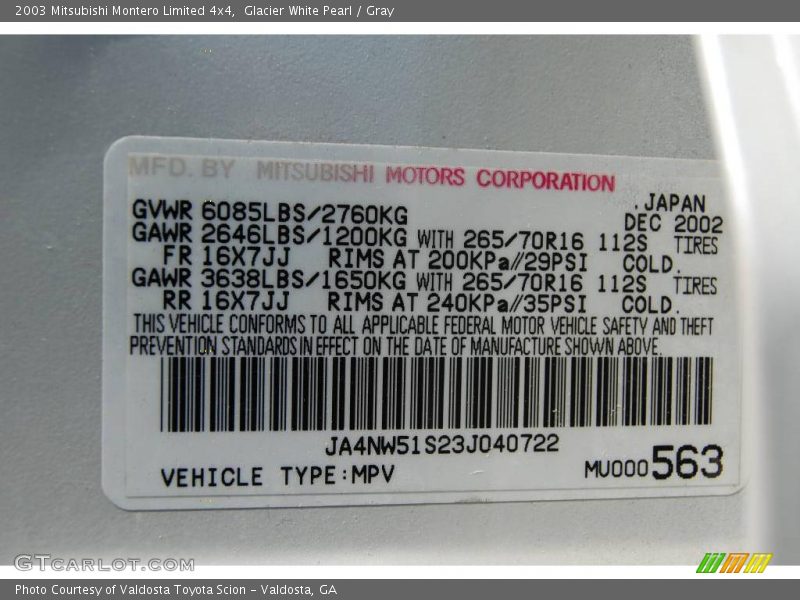 2003 Mitsubishi Montero Limited 4x4,  Glacier White Pearl / Gray
MFD. BY MITSUBISHI MOTORS CORPORATION
.JAPAN
GVWR 6085LBS/2760KG DEC 2002
GAWR 2646LBS/1200KG WITH 265/70R16 112S TIRES
FR 16X7JJ RIMS AT 200KPa//29PSI COLD.
GAWR 3638LBS/1650KG WITH 265/70R16 112S TIRES
RR 16X7JJ RIMS AT 240KPa//35PSI COLD.
THIS VEHICLE CONFORMS TO ALL APPLICABLE FEDERAL MOTOR VEHICLE SAFETY AND THEFT
PREVENTION STANDARDS IN EFFECT ON THE DATE OF MANUFACTURE SHOWN ABOVE.
JA4NW51S23J040722
VEHICLE TYPE:MPV MU000563
GTCARLOT.COM
Photo Courtesy of Valdosta Toyota Scion - Valdosta, GA